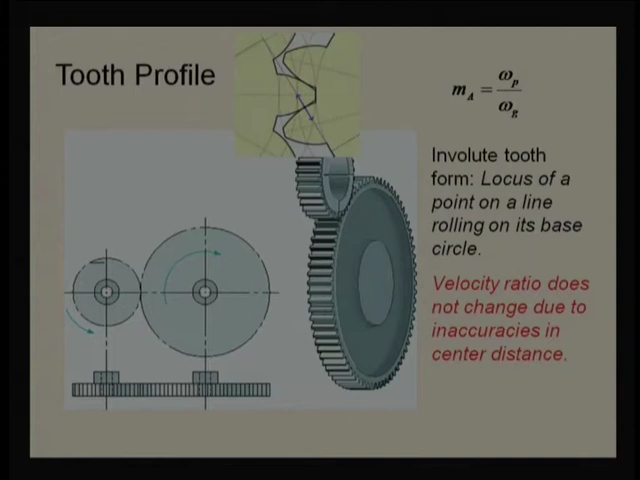 Tooth Profile
m_A = ω_p / ω_g
Involute tooth
form: Locus of a
point on a line
rolling on its base
circle.
Velocity ratio does
not change due to
inaccuracies in
center distance.